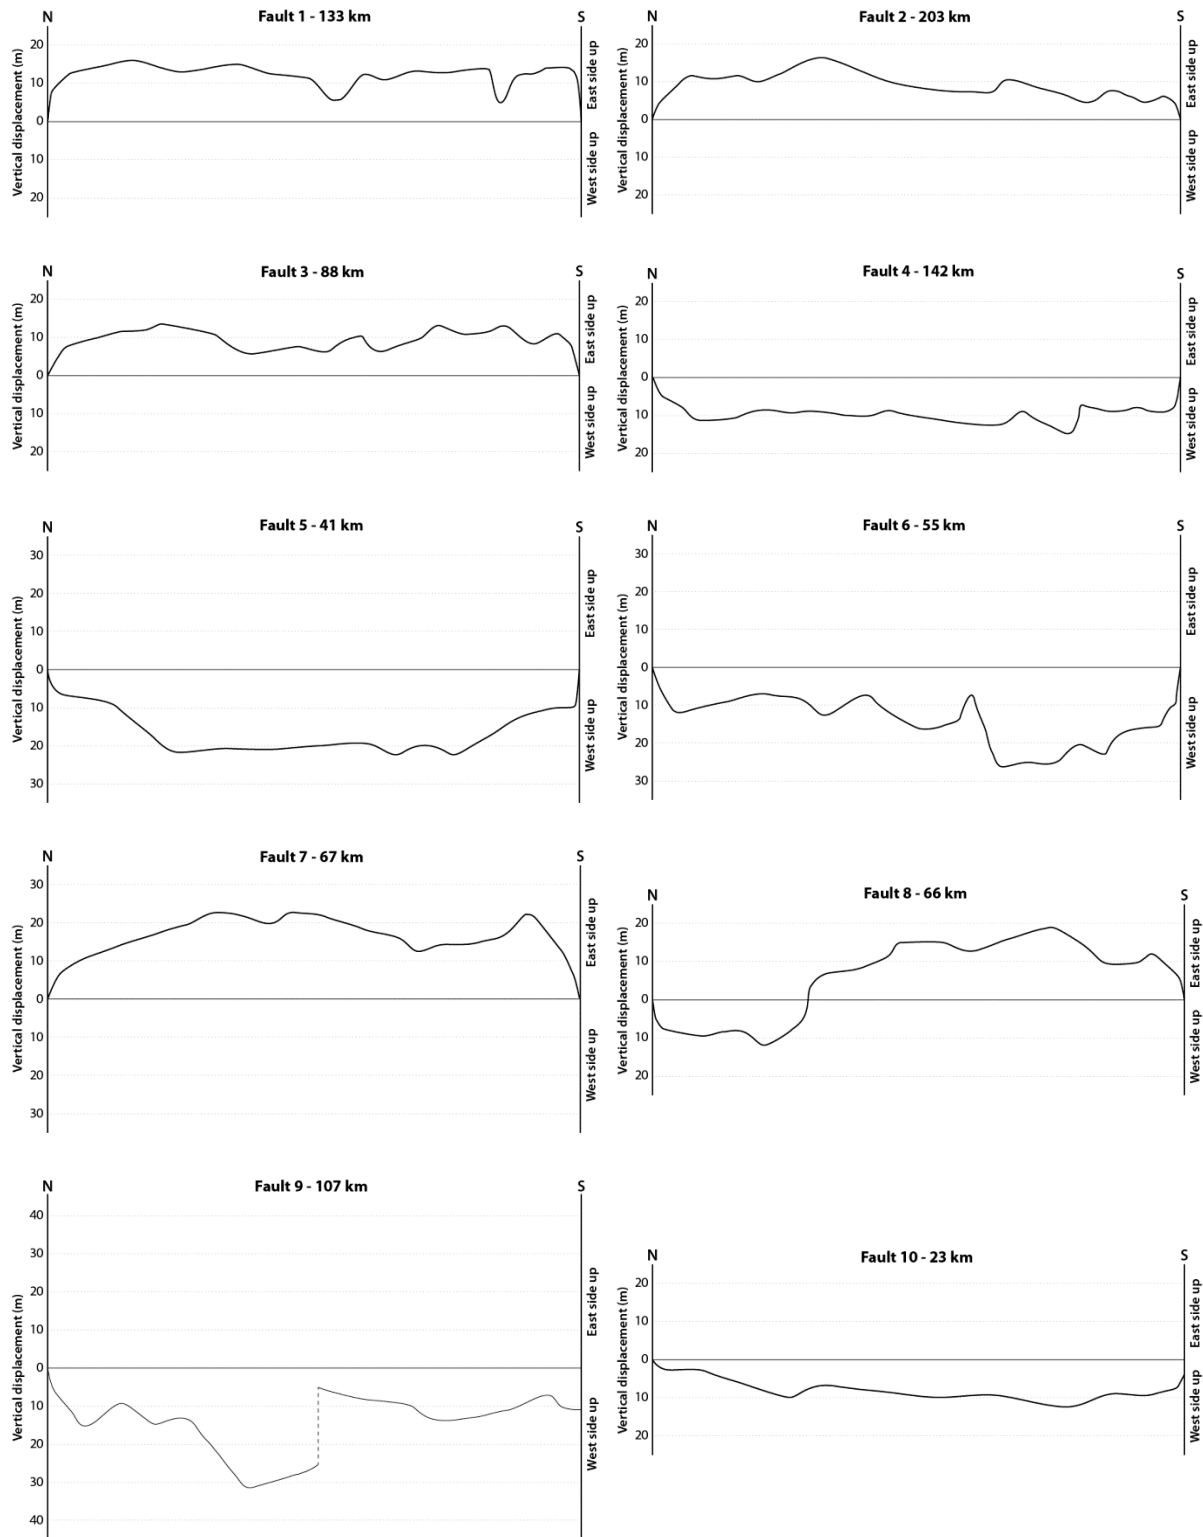 Fault 1 - 133 km
N
S
20
10
0
10
20
Vertical displacement (m)
East side up
West side up
Fault 2 - 203 km
N
S
20
10
0
10
20
Vertical displacement (m)
East side up
West side up
Fault 3 - 88 km
N
S
20
10
0
10
20
Vertical displacement (m)
East side up
West side up
Fault 4 - 142 km
N
S
20
10
0
10
20
Vertical displacement (m)
East side up
West side up
Fault 5 - 41 km
N
S
30
20
10
0
10
20
30
Vertical displacement (m)
East side up
West side up
Fault 6 - 55 km
N
S
30
20
10
0
10
20
30
Vertical displacement (m)
East side up
West side up
Fault 7 - 67 km
N
S
30
20
10
0
10
20
30
Vertical displacement (m)
East side up
West side up
Fault 8 - 66 km
N
S
20
10
0
10
20
Vertical displacement (m)
East side up
West side up
Fault 9 - 107 km
N
S
40
30
20
10
0
10
20
30
40
Vertical displacement (m)
East side up
West side up
Fault 10 - 23 km
N
S
20
10
0
10
20
Vertical displacement (m)
East side up
West side up